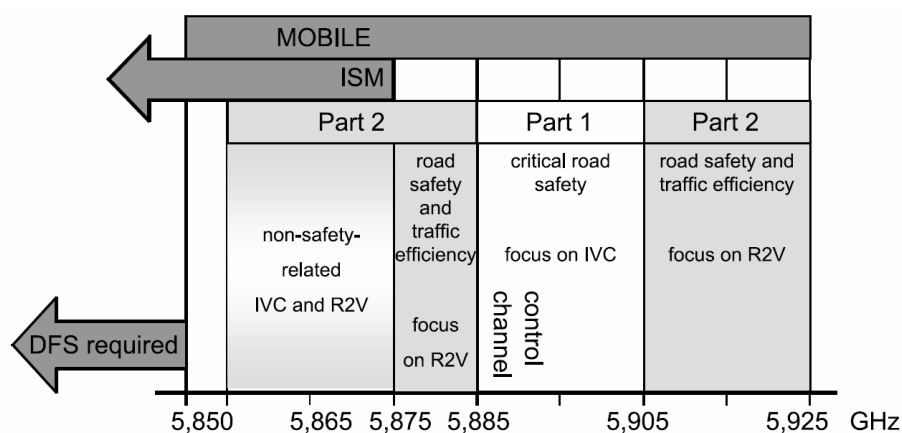 MOBILE
ISM
Part 2
Part 1
Part 2
non-safety-
related
IVC and R2V
road
safety
and
traffic
efficiency
focus
on R2V
critical road
safety
focus on IVC
control
channel
road safety and
traffic efficiency
focus on R2V
DFS required
5,850 5,865 5,875 5,885 5,905 5,925 GHz